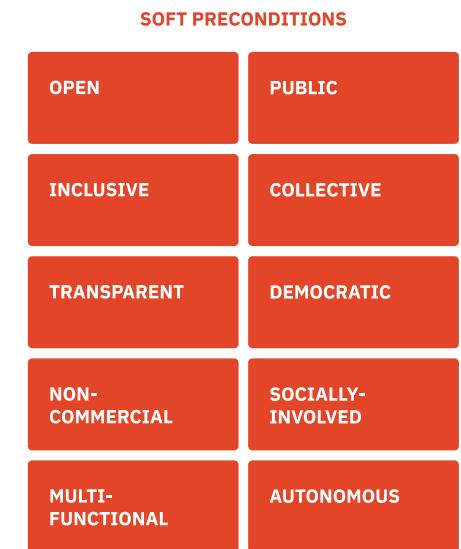 SOFT PRECONDITIONS
OPEN
PUBLIC
INCLUSIVE
COLLECTIVE
TRANSPARENT
DEMOCRATIC
NON-
COMMERCIAL
SOCIALLY-
INVOLVED
MULTI-
FUNCTIONAL
AUTONOMOUS